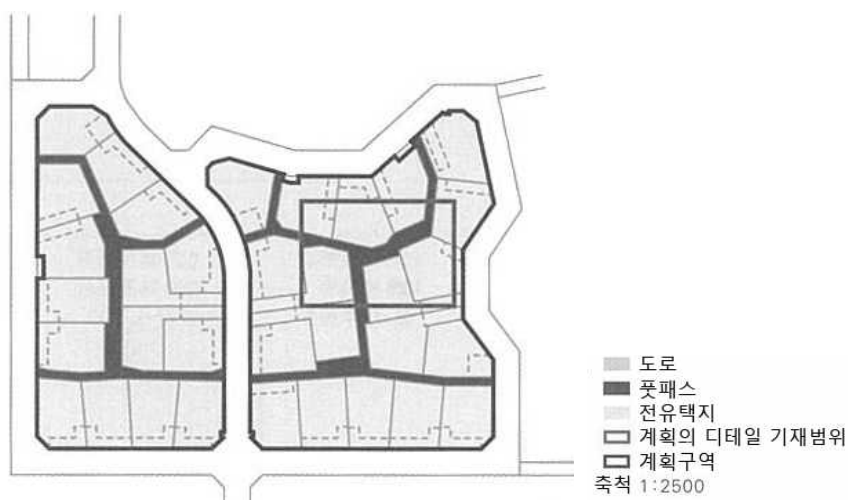 도로
풋패스
전유택지
계획의 디테일 기재범위
계획구역
축척 1:2500